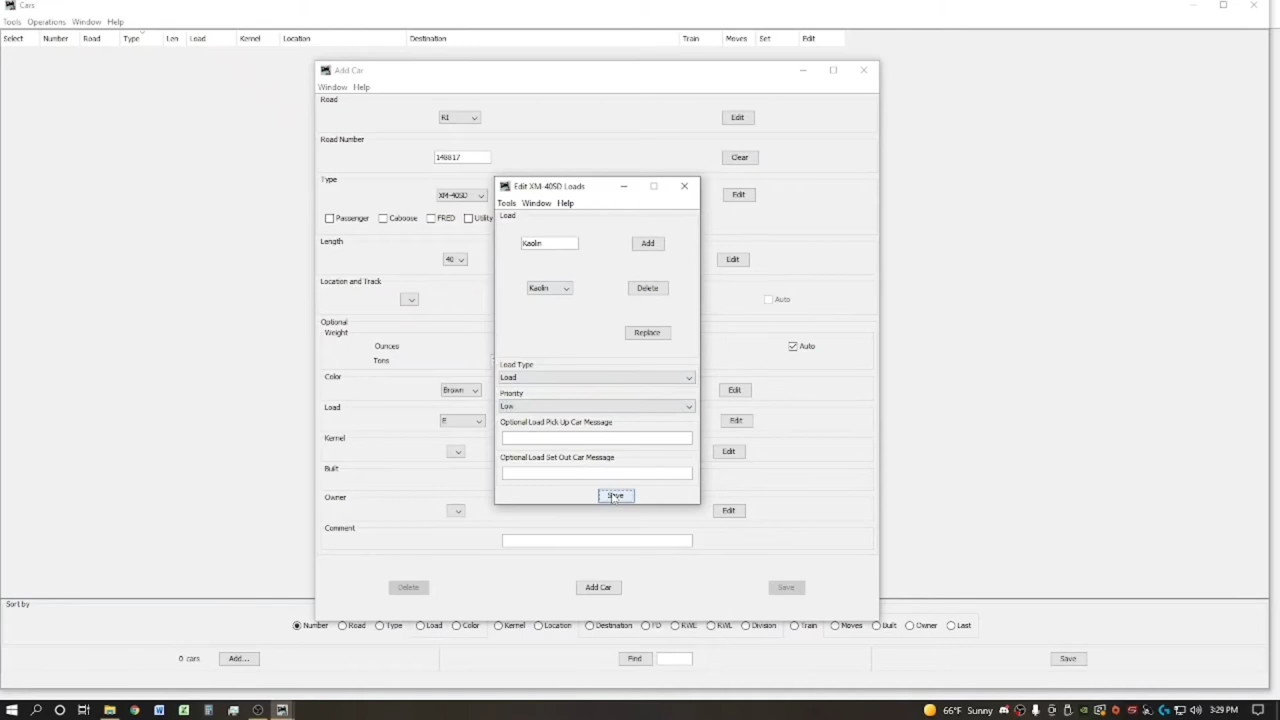 Cars
Tools Operations Window Help
Select Number Road Type Len Load Kernel Location Destination Train Moves Set Edit
Add Car
Window Help
Road
RI Edit
Road Number
148817 Clear
Type
XM-40SD Edit
Passenger Caboose FRED Utility
Length
40 Edit
Location and Track
Auto
Optional
Weight
Ounces Auto
Tons
Color
Brown Edit
Load
E Edit
Kernel
Edit
Built
Owner
Edit
Comment
Delete Add Car Save
Edit XM-40SD Loads
Tools Window Help
Load
Kaolin Add
Kaolin Delete
Replace
Load Type
Load
Priority
Low
Optional Load Pick Up Car Message
Optional Load Set Out Car Message
Save
Sort by
Number Road Type Load Color Kernel Location Destination FD RWE RWL Division Train Moves Built Owner Last
0 cars Add... Find Save
66°F Sunny 3:29 PM